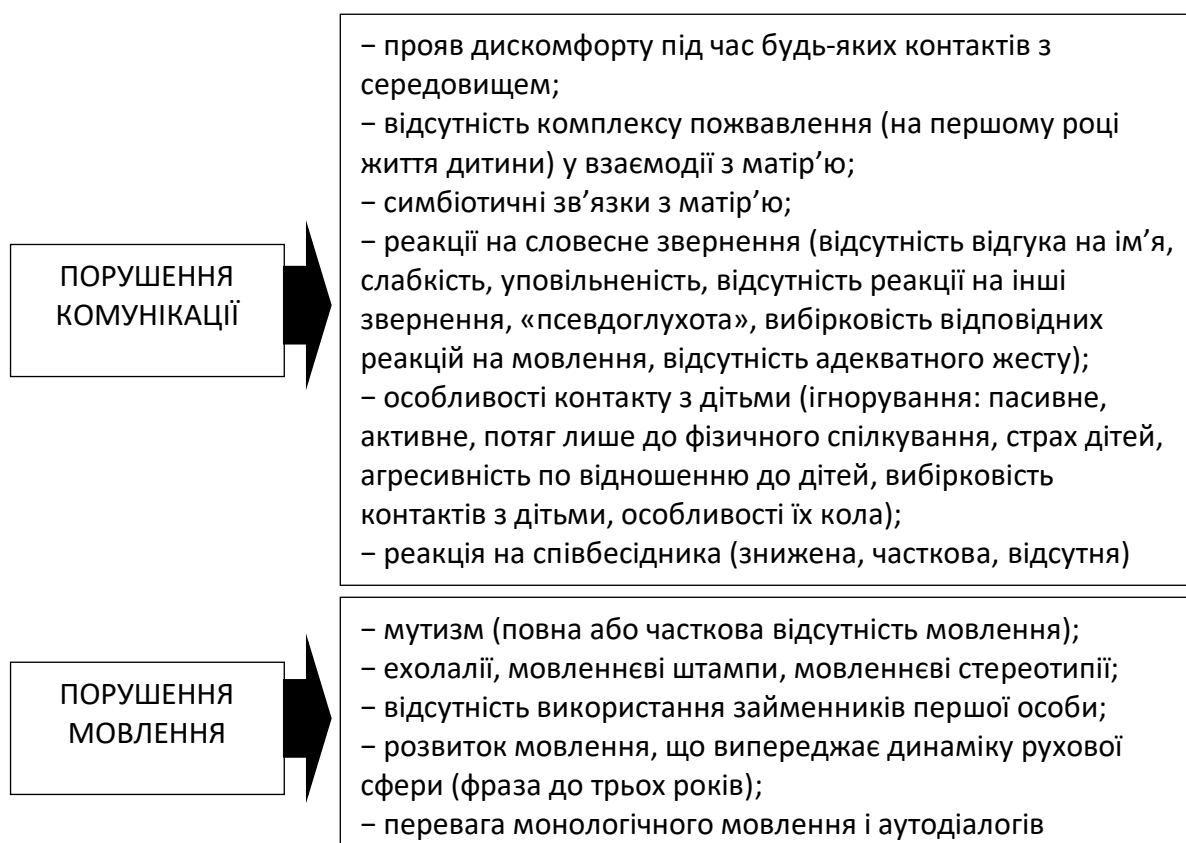 − прояв дискомфорту під час будь-яких контактів з
середовищем;
− відсутність комплексу пожвавлення (на першому році
життя дитини) у взаємодії з матір’ю;
− симбіотичні зв’язки з матір’ю;
− реакції на словесне звернення (відсутність відгука на ім’я,
слабкість, уповільненість, відсутність реакції на інші
звернення, «псевдоглухота», вибірковість відповідних
реакцій на мовлення, відсутність адекватного жесту);
− особливості контакту з дітьми (ігнорування: пасивне,
активне, потяг лише до фізичного спілкування, страх дітей,
агресивність по відношенню до дітей, вибірковість
контактів з дітьми, особливості їх кола);
− реакція на співбесідника (знижена, часткова, відсутня)
ПОРУШЕННЯ
КОМУНІКАЦІЇ
− мутизм (повна або часткова відсутність мовлення);
− ехолалії, мовленнєві штампи, мовленнєві стереотипії;
− відсутність використання займенників першої особи;
− розвиток мовлення, що випереджає динаміку рухової
сфери (фраза до трьох років);
− перевага монологічного мовлення і аутодіалогів
ПОРУШЕННЯ
МОВЛЕННЯ